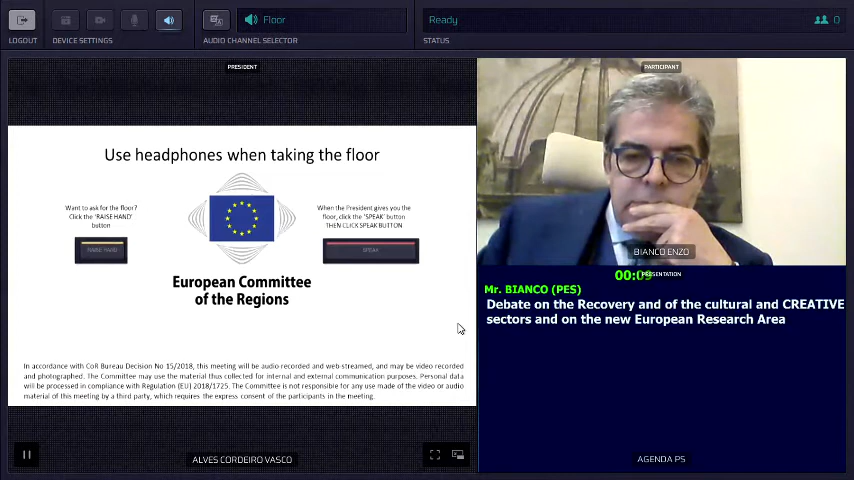 Floor
Ready
0
LOGOUT
DEVICE SETTINGS
AUDIO CHANNEL SELECTOR
STATUS
PRESIDENT
Use headphones when taking the floor
Want to ask for the floor?
Click the 'RAISE HAND'
button
RAISE HAND
When the President gives you the
floor, click the 'SPEAK' button
THEN CLICK SPEAK BUTTON
SPEAK
European Committee
of the Regions
In accordance with CoR Bureau Decision No 15/2018, this meeting will be audio recorded and web-streamed, and may be video recorded
and photographed. The Committee may use the material thus collected for internal and external communication purposes. Personal data
will be processed in compliance with Regulation (EU) 2018/1725. The Committee is not responsible for any use made of the video or audio
material of this meeting by a third party, which requires the express consent of the participants in the meeting.
ALVES CORDEIRO VASCO
PARTICIPANT
BIANCO ENZO
PRESENTATION
Mr. BIANCO (PES)
Debate on the Recovery and of the cultural and CREATIVE
sectors and on the new European Research Area
AGENDA PS